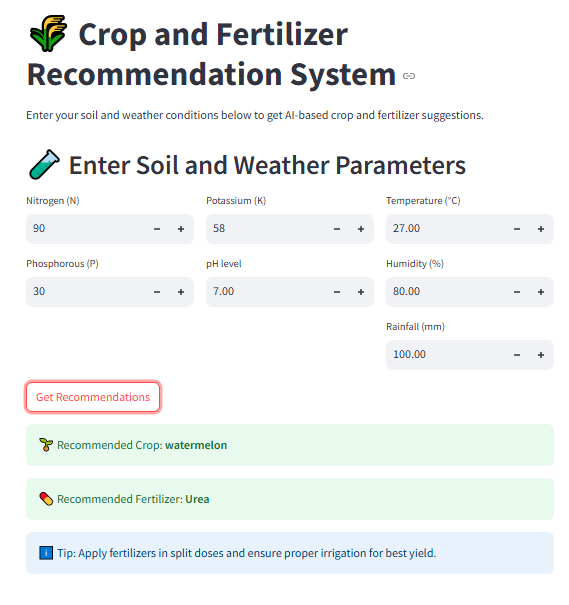 Crop and Fertilizer
Recommendation System
Enter your soil and weather conditions below to get AI-based crop and fertilizer suggestions.
Enter Soil and Weather Parameters
Nitrogen (N)
90
Potassium (K)
58
Temperature (°C)
27.00
Phosphorous (P)
30
pH level
7.00
Humidity (%)
80.00
Rainfall (mm)
100.00
Get Recommendations
Recommended Crop: watermelon
Recommended Fertilizer: Urea
Tip: Apply fertilizers in split doses and ensure proper irrigation for best yield.